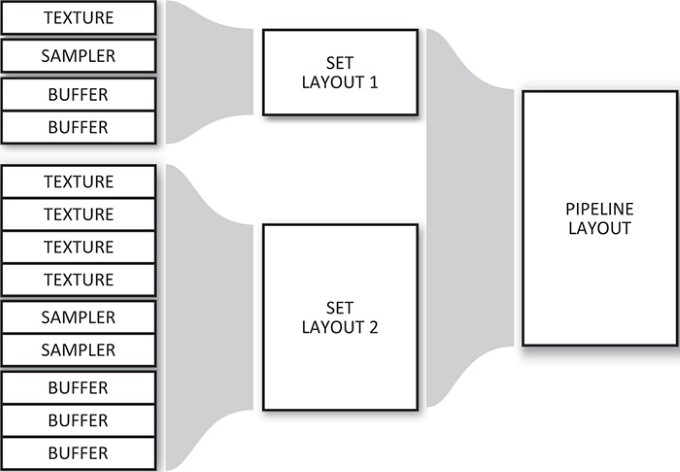 TEXTURE
SAMPLER
BUFFER
BUFFER
SET
LAYOUT 1
TEXTURE
TEXTURE
TEXTURE
TEXTURE
SAMPLER
SAMPLER
BUFFER
BUFFER
BUFFER
SET
LAYOUT 2
PIPELINE
LAYOUT